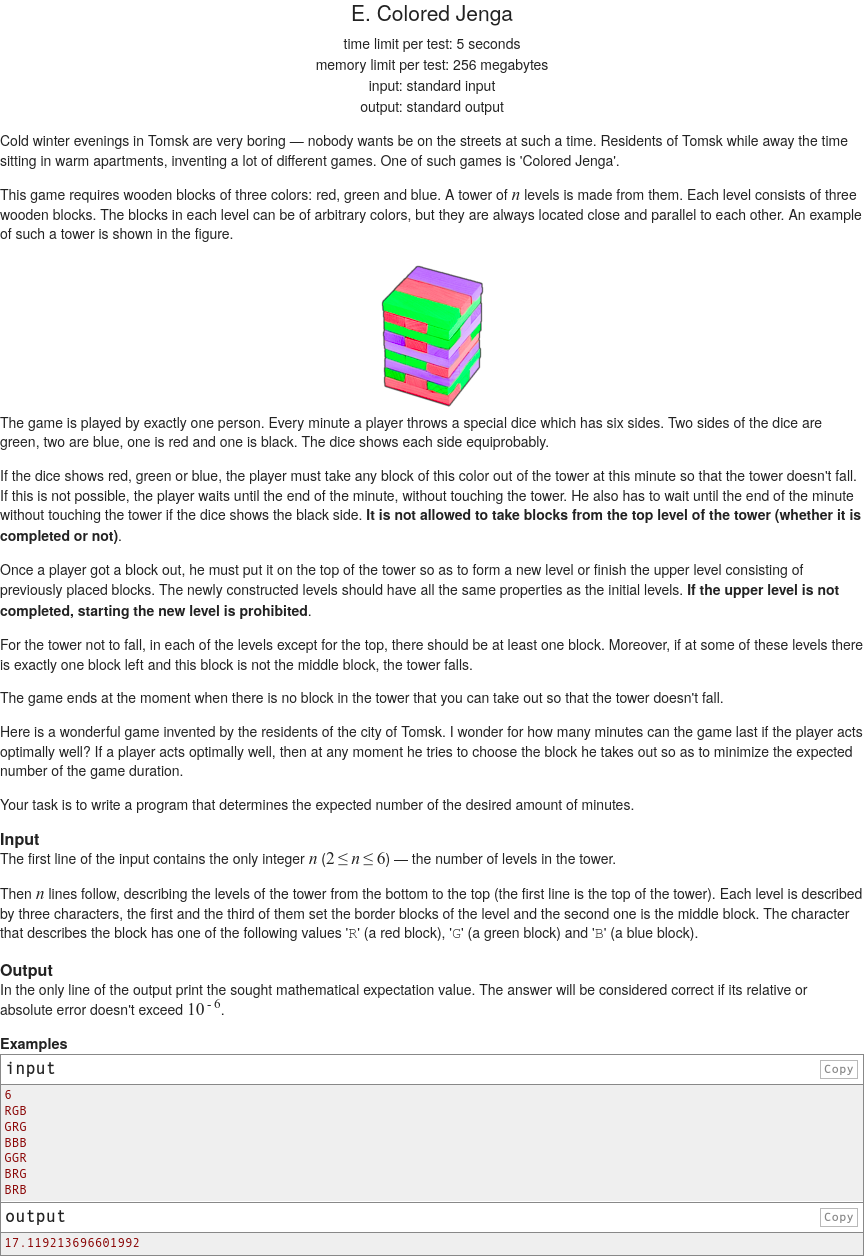 E. Colored Jenga
time limit per test: 5 seconds
memory limit per test: 256 megabytes
input: standard input
output: standard output
Cold winter evenings in Tomsk are very boring — nobody wants be on the streets at such a time. Residents of Tomsk while away the time
sitting in warm apartments, inventing a lot of different games. One of such games is 'Colored Jenga'.
This game requires wooden blocks of three colors: red, green and blue. A tower of n levels is made from them. Each level consists of three
wooden blocks. The blocks in each level can be of arbitrary colors, but they are always located close and parallel to each other. An example
of such a tower is shown in the figure.
The game is played by exactly one person. Every minute a player throws a special dice which has six sides. Two sides of the dice are
green, two are blue, one is red and one is black. The dice shows each side equiprobably.
If the dice shows red, green or blue, the player must take any block of this color out of the tower at this minute so that the tower doesn't fall.
If this is not possible, the player waits until the end of the minute, without touching the tower. He also has to wait until the end of the minute
without touching the tower if the dice shows the black side. It is not allowed to take blocks from the top level of the tower (whether it is
completed or not).
Once a player got a block out, he must put it on the top of the tower so as to form a new level or finish the upper level consisting of
previously placed blocks. The newly constructed levels should have all the same properties as the initial levels. If the upper level is not
completed, starting the new level is prohibited.
For the tower not to fall, in each of the levels except for the top, there should be at least one block. Moreover, if at some of these levels there
is exactly one block left and this block is not the middle block, the tower falls.
The game ends at the moment when there is no block in the tower that you can take out so that the tower doesn't fall.
Here is a wonderful game invented by the residents of the city of Tomsk. I wonder for how many minutes can the game last if the player acts
optimally well? If a player acts optimally well, then at any moment he tries to choose the block he takes out so as to minimize the expected
number of the game duration.
Your task is to write a program that determines the expected number of the desired amount of minutes.
Input
The first line of the input contains the only integer n (2 ≤ n ≤ 6) — the number of levels in the tower.
Then n lines follow, describing the levels of the tower from the bottom to the top (the first line is the top of the tower). Each level is described
by three characters, the first and the third of them set the border blocks of the level and the second one is the middle block. The character
that describes the block has one of the following values 'R' (a red block), 'G' (a green block) and 'B' (a blue block).
Output
In the only line of the output print the sought mathematical expectation value. The answer will be considered correct if its relative or
absolute error doesn't exceed 10^-6.
Examples
input Copy
6
RGB
GRG
BBB
GGR
BRG
BRB
output Copy
17.119213696601992